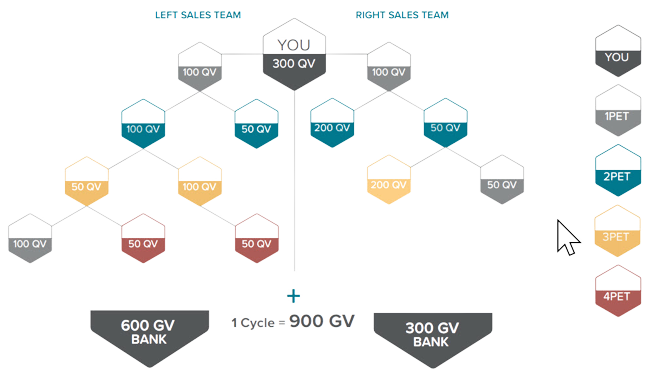 LEFT SALES TEAM
RIGHT SALES TEAM
YOU
300 QV
100 QV
100 QV
YOU
1PET
100 QV
50 QV
200 QV
50 QV
2PET
50 QV
100 QV
200 QV
50 QV
3PET
100 QV
50 QV
50 QV
4PET
+
1 Cycle = 900 GV
600 GV
BANK
300 GV
BANK